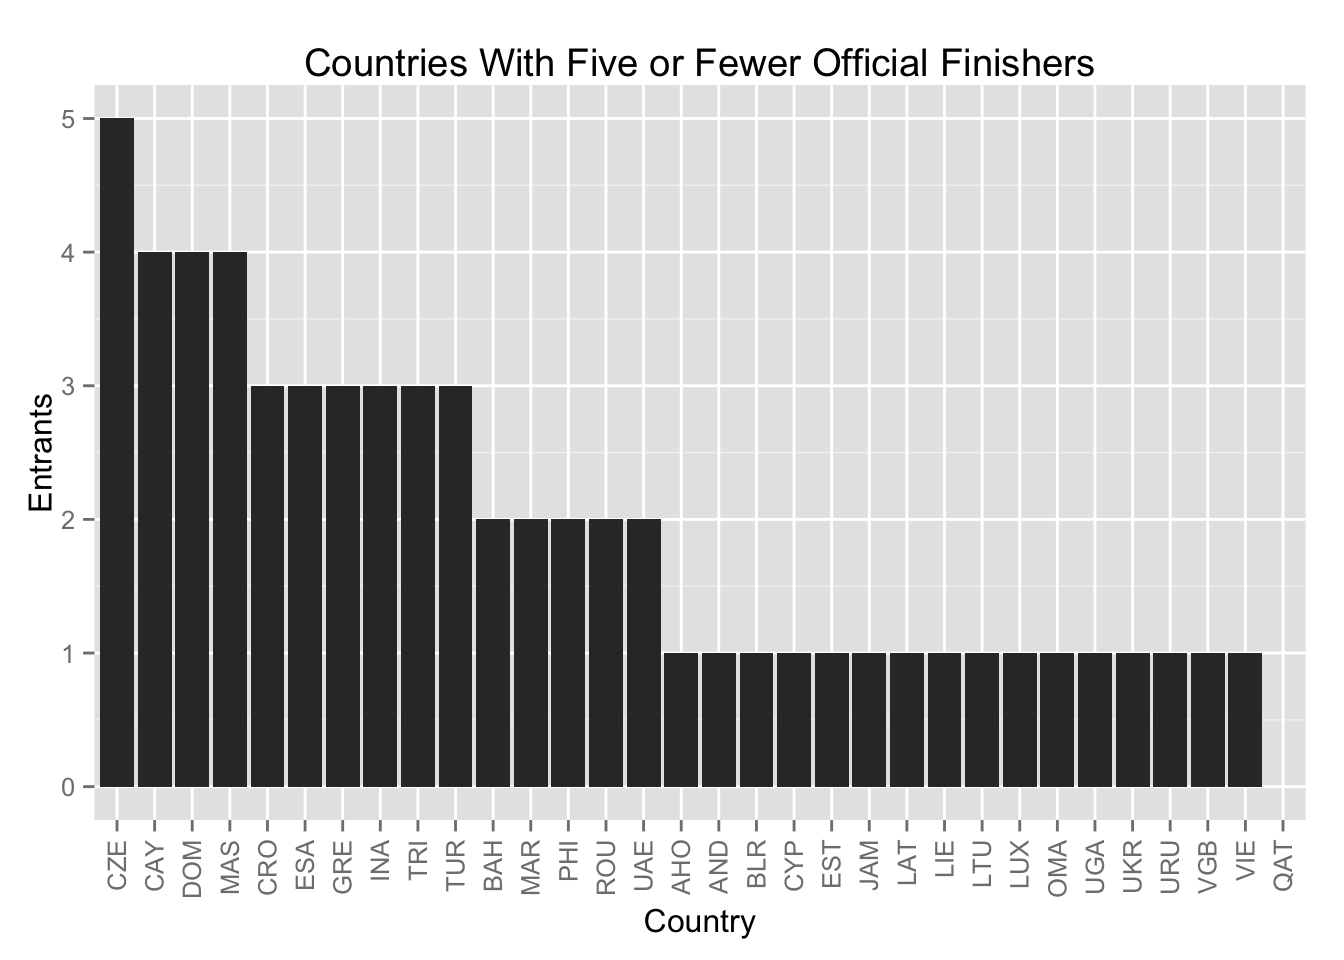 Countries With Five or Fewer Official Finishers
5
4
3
2
1
0
Entrants
CZE CAY DOM MAS CRO ESA GRE INA TRI TUR BAH MAR PHI ROU UAE AHO AND BLR CYP EST JAM LAT LIE LTU LUX OMA UGA UKR URU VGB VIE QAT
Country